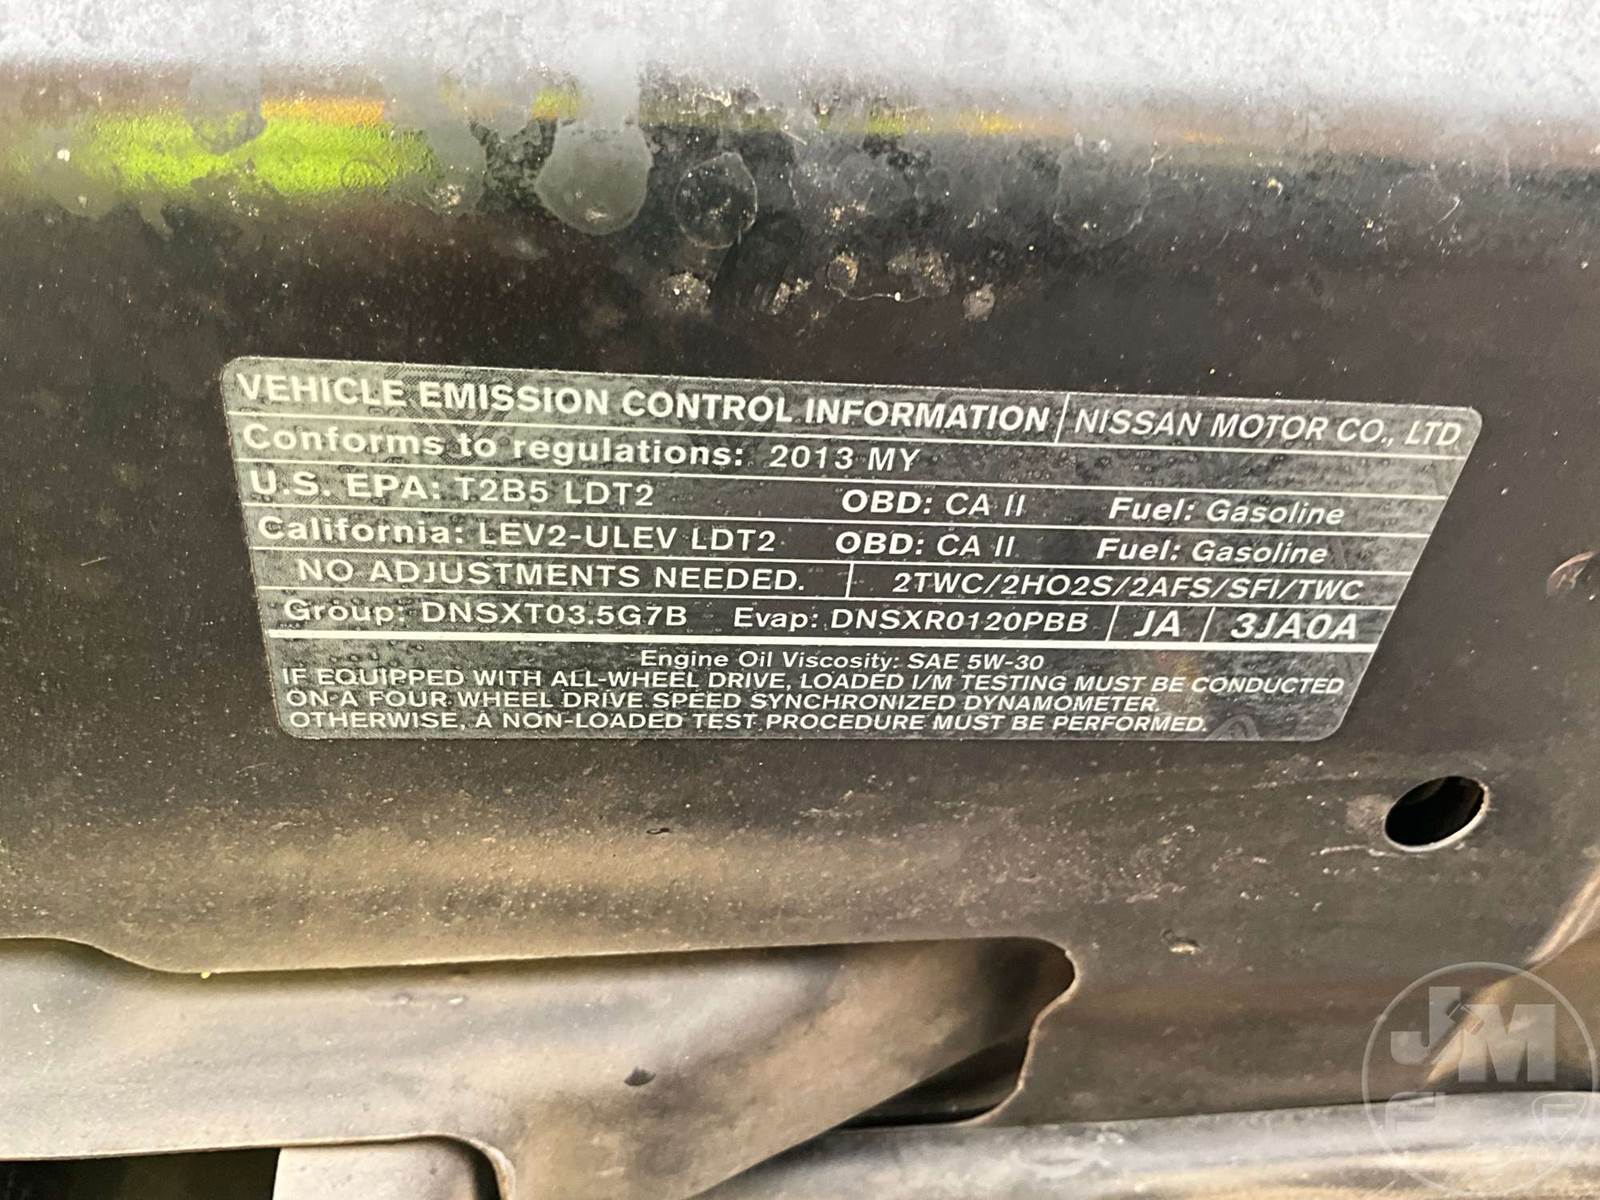 VEHICLE EMISSION CONTROL INFORMATION NISSAN MOTOR CO., LTD
Conforms to regulations: 2013 MY
U.S. EPA: T2B5 LDT2 OBD: CA II Fuel: Gasoline
California: LEV2-ULEV LDT2 OBD: CA II Fuel: Gasoline
NO ADJUSTMENTS NEEDED. 2TWC/2HO2S/2AFS/SFI/TWC
Group: DNSXT03.5G7B Evap: DNSXR0120PBB JA 3JA0A
Engine Oil Viscosity: SAE 5W-30
IF EQUIPPED WITH ALL-WHEEL DRIVE, LOADED I/M TESTING MUST BE CONDUCTED
ON A FOUR WHEEL DRIVE SPEED SYNCHRONIZED DYNAMOMETER.
OTHERWISE, A NON-LOADED TEST PROCEDURE MUST BE PERFORMED.
JM